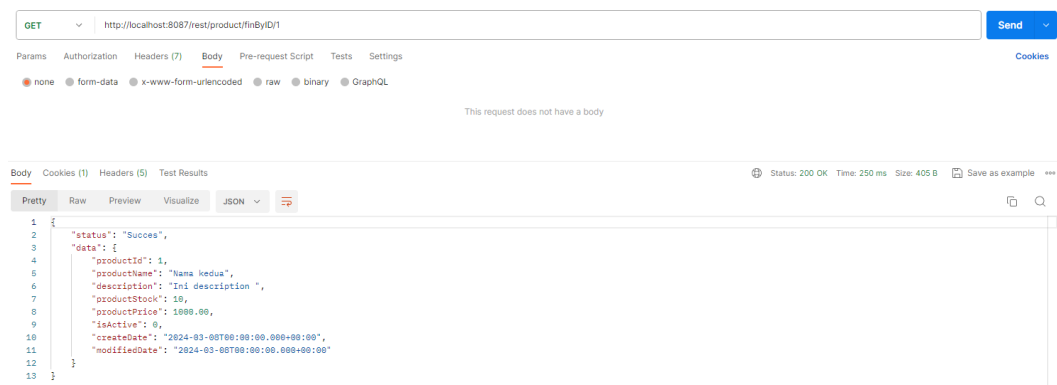 GET http://localhost:8087/rest/product/finByID/1 Send
Params Authorization Headers (7) Body Pre-request Script Tests Settings Cookies
none form-data x-www-form-urlencoded raw binary GraphQL
This request does not have a body
Body Cookies (1) Headers (5) Test Results Status: 200 OK Time: 250 ms Size: 405 B Save as example
Pretty Raw Preview Visualize JSON
1 {
2 "status": "Succes",
3 "data": {
4 "productId": 1,
5 "productName": "Nama kedua",
6 "description": "Ini description ",
7 "productStock": 10,
8 "productPrice": 1000.00,
9 "isActive": 0,
10 "createDate": "2024-03-08T00:00:00.000+00:00",
11 "modifiedDate": "2024-03-08T00:00:00.000+00:00"
12 }
13 }